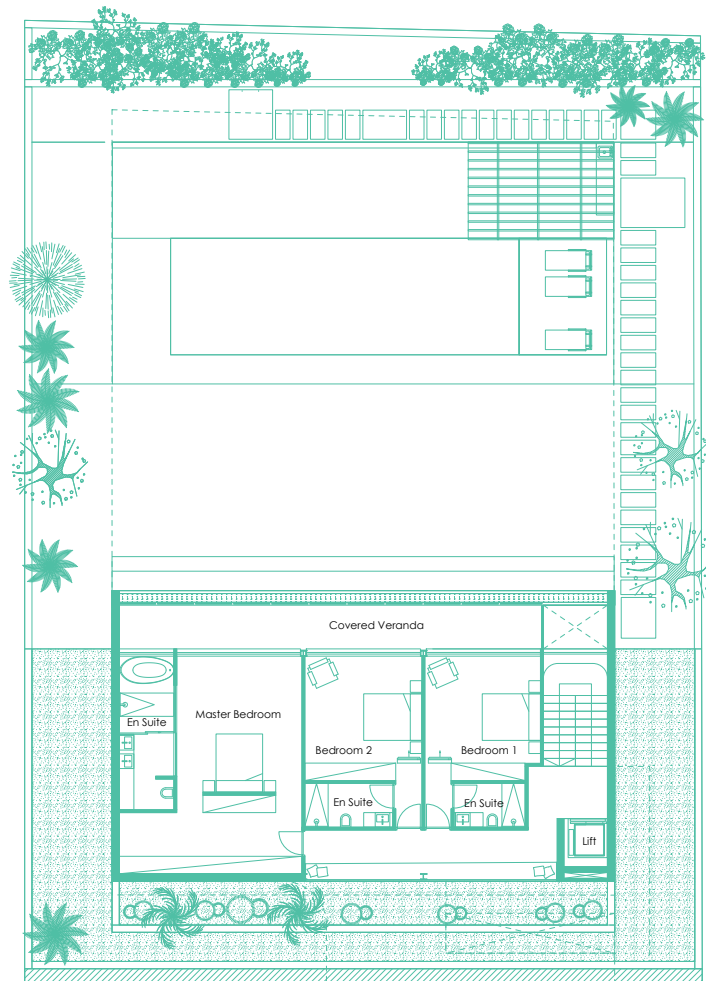 Covered Veranda
Master Bedroom
En Suite
Bedroom 2
Bedroom 1
En Suite
En Suite
Lift